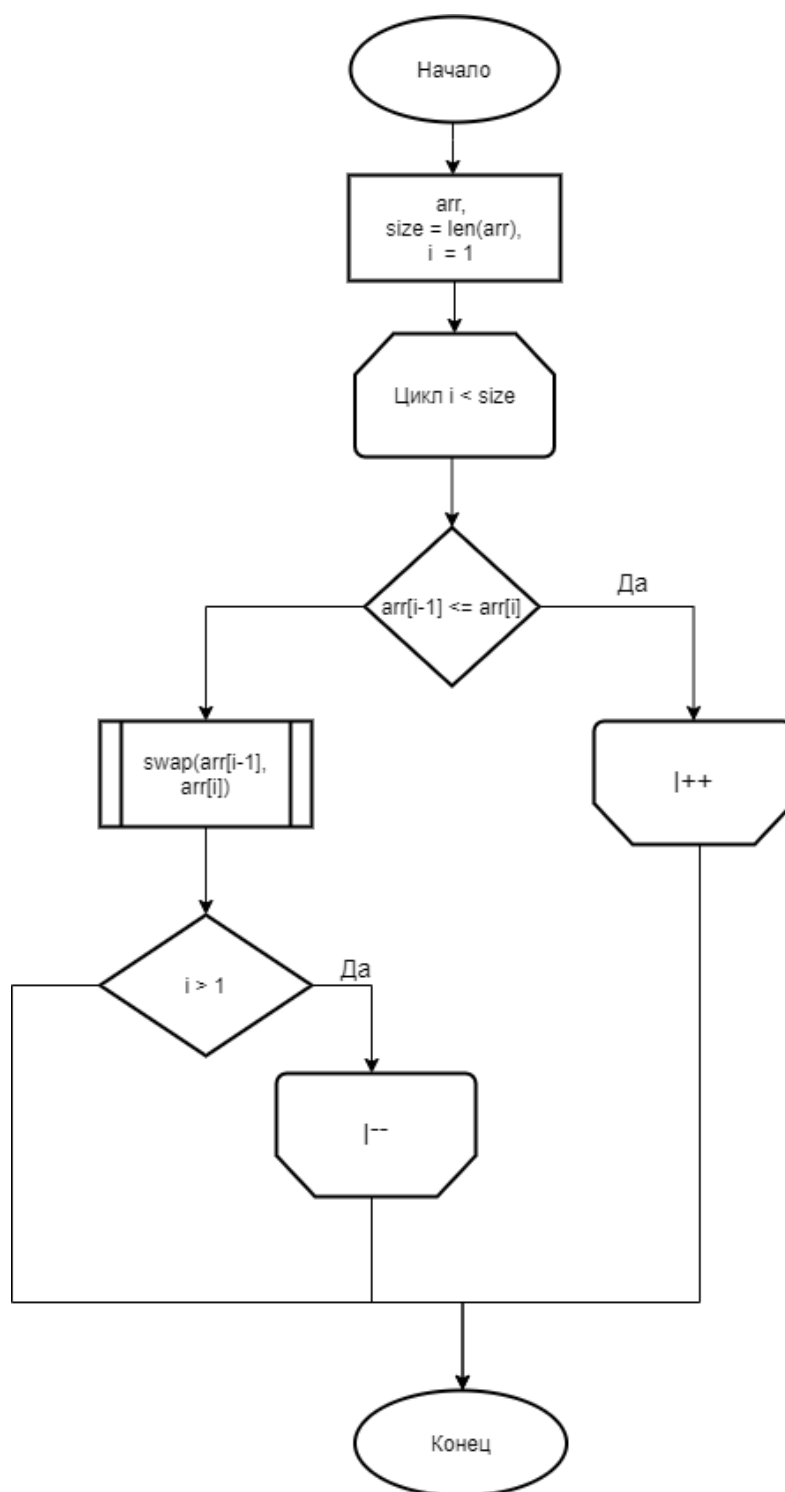 Начало
arr,
size = len(arr),
i = 1
Цикл i < size
arr[i-1] <= arr[i]
Да
swap(arr[i-1],
arr[i])
|++
i > 1
Да
|--
Конец